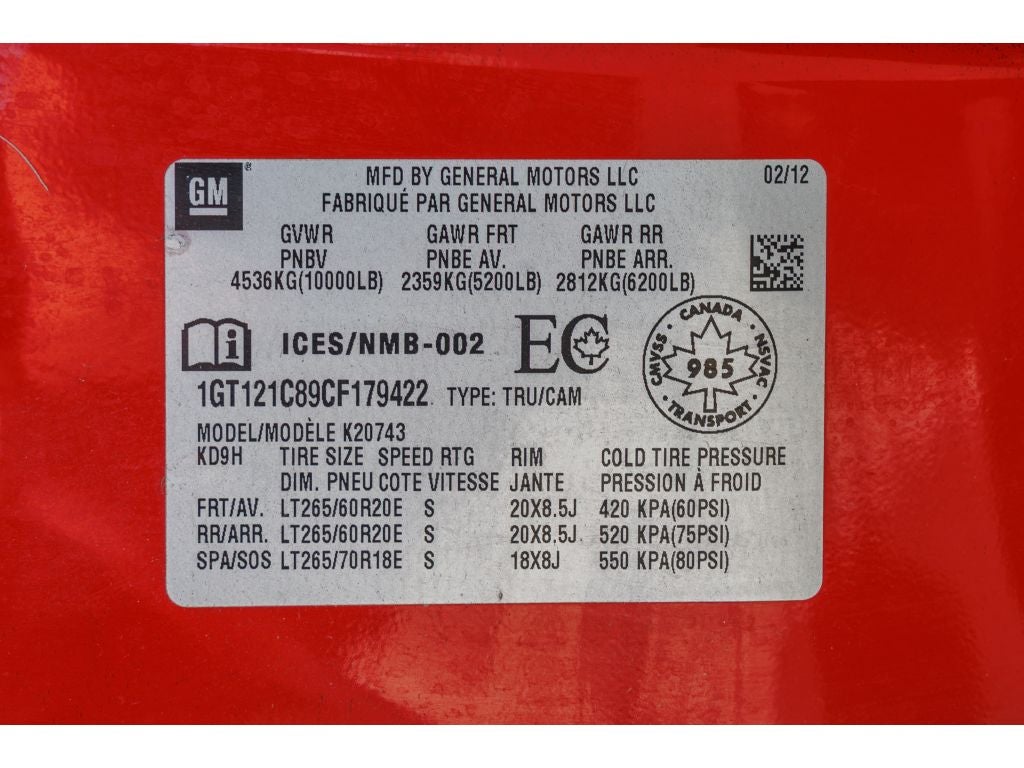 GM®
MFD BY GENERAL MOTORS LLC 02/12
FABRIQUÉ PAR GENERAL MOTORS LLC
GVWR GAWR FRT GAWR RR
PNBV PNBE AV. PNBE ARR.
4536KG(10000LB) 2359KG(5200LB) 2812KG(6200LB)
i ICES/NMB-002 EC
CANADA
CMVSS 985 NSVAC
TRANSPORT
1GT121C89CF179422 TYPE: TRU/CAM
MODEL/MODÈLE K20743
KD9H TIRE SIZE SPEED RTG RIM COLD TIRE PRESSURE
DIM. PNEU COTE VITESSE JANTE PRESSION À FROID
FRT/AV. LT265/60R20E S 20X8.5J 420 KPA(60PSI)
RR/ARR. LT265/60R20E S 20X8.5J 520 KPA(75PSI)
SPA/SOS LT265/70R18E S 18X8J 550 KPA(80PSI)